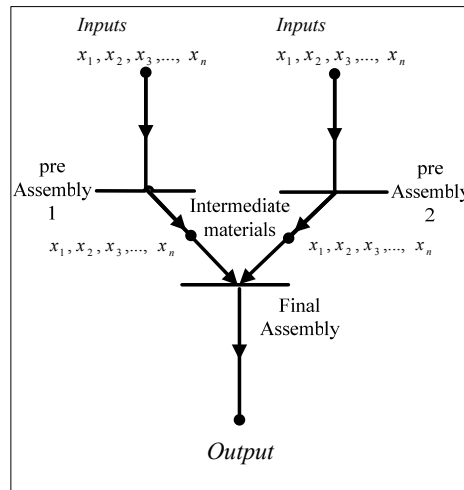 Inputs
x₁, x₂, x₃,..., xₙ
Inputs
x₁, x₂, x₃,..., xₙ
pre
Assembly
1
pre
Assembly
2
Intermediate
materials
x₁, x₂, x₃,..., xₙ
x₁, x₂, x₃,..., xₙ
Final
Assembly
Output